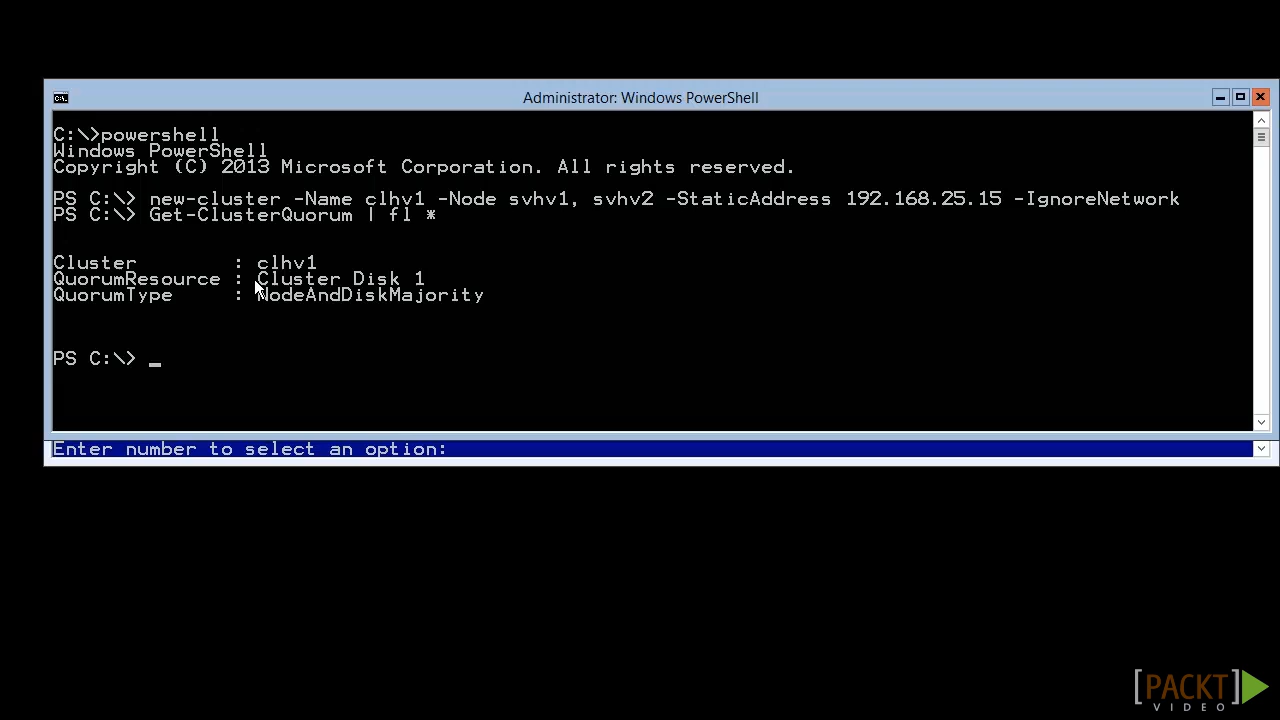 Administrator: Windows PowerShell
C:\>powershell
Windows PowerShell
Copyright (C) 2013 Microsoft Corporation. All rights reserved.
PS C:\> new-cluster -Name clhv1 -Node svhv1, svhv2 -StaticAddress 192.168.25.15 -IgnoreNetwork
PS C:\> Get-ClusterQuorum | fl *
Cluster : clhv1
QuorumResource : Cluster Disk 1
QuorumType : NodeAndDiskMajority
PS C:\> _
Enter number to select an option:
[PACKT]
VIDEO